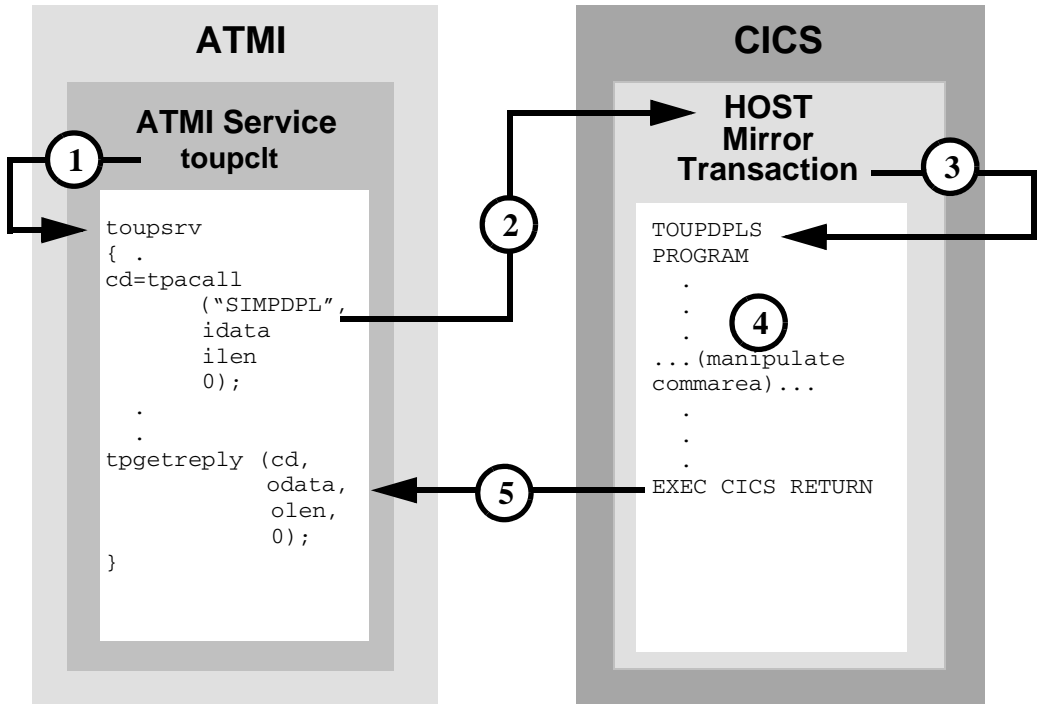 ATMI
ATMI Service
toupclt
1
toupsrv
{ .
cd=tpacall
(“SIMPDPL”,
idata
ilen
0);
.
.
tpgetreply (cd,
odata,
olen,
0);
}
2
CICS
HOST
Mirror
Transaction
3
TOUPDPLS
PROGRAM
.
.
.
4
...(manipulate
commarea)...
.
.
.
EXEC CICS RETURN
5